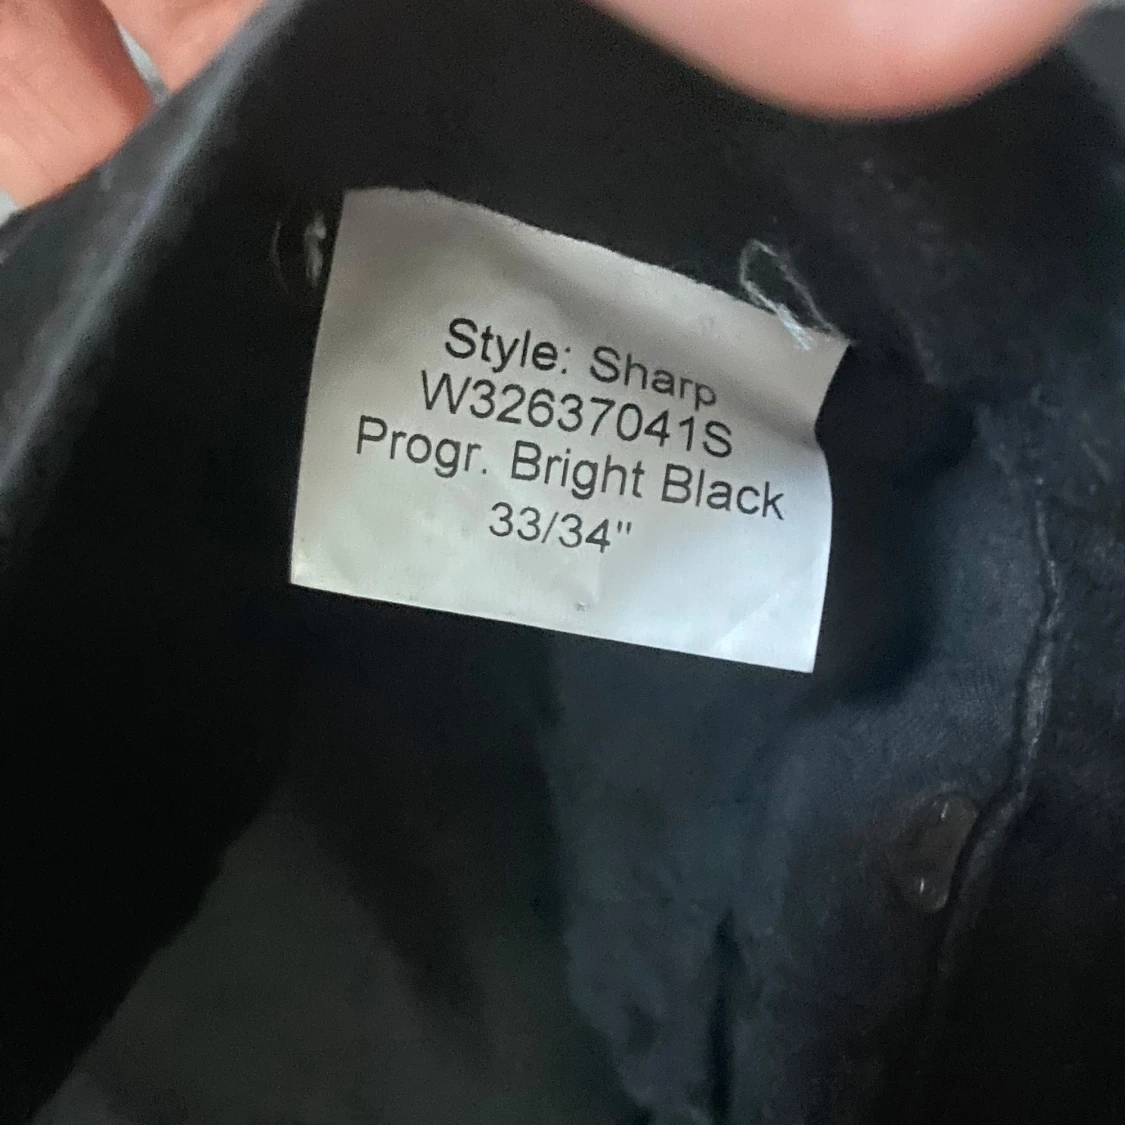 Style: Sharp
W32637041S
Progr. Bright Black
33/34"